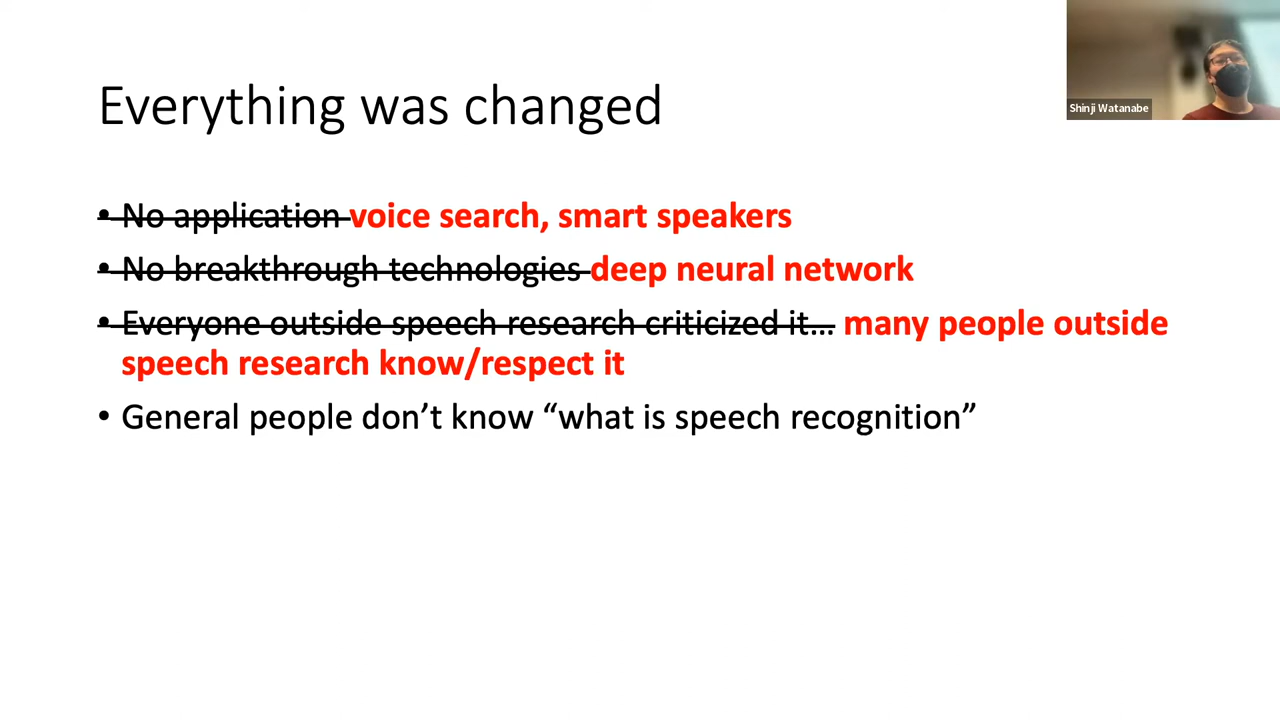 Everything was changed
Shinji Watanabe
• No application voice search, smart speakers
• No breakthrough technologies deep neural network
• Everyone outside speech research criticized it... many people outside
speech research know/respect it
• General people don’t know “what is speech recognition”